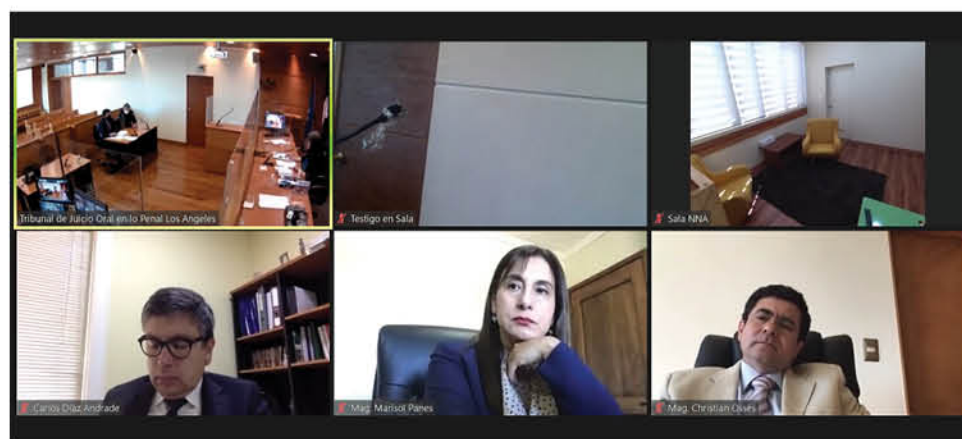 Tribunal de Juicio Oral en lo Penal Los Angeles
Testigo en Sala
Sala NNA
Carlos Díaz Andrade
Mag. Marisol Panes
Mag. Christian Osses